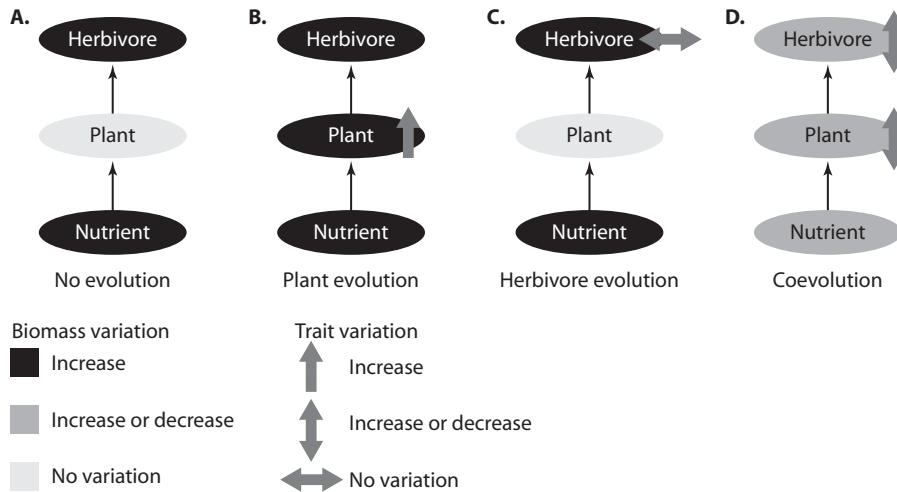 A. B. C. D.
Herbivore Herbivore Herbivore Herbivore
Plant Plant Plant Plant
Nutrient Nutrient Nutrient Nutrient
No evolution Plant evolution Herbivore evolution Coevolution
Biomass variation Trait variation
Increase Increase
Increase or decrease Increase or decrease
No variation No variation